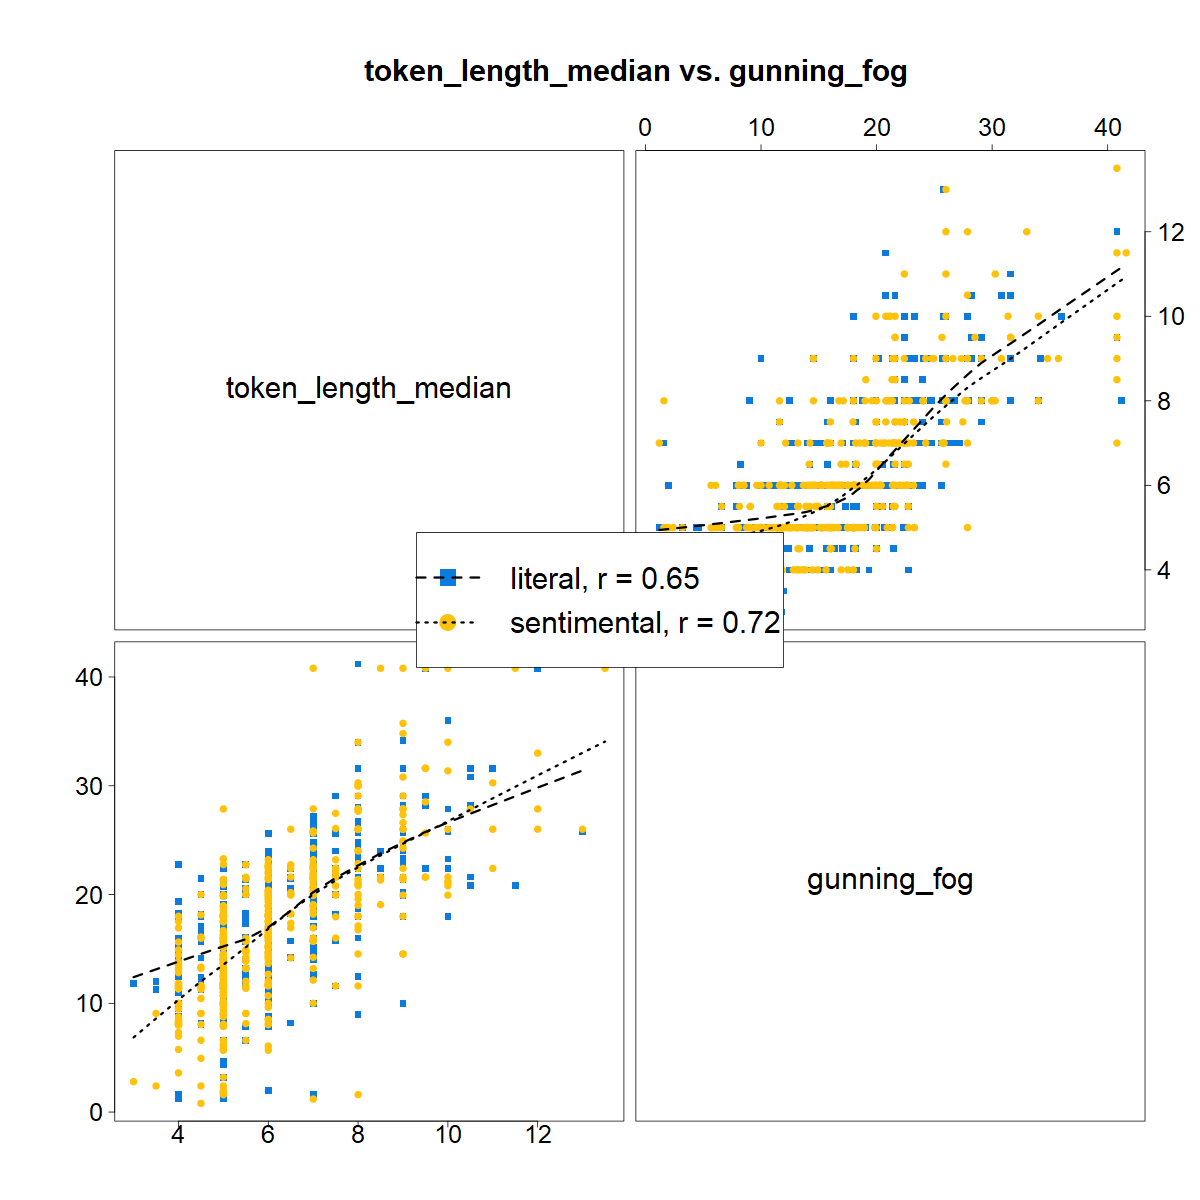 token_length_median vs. gunning_fog
0 10 20 30 40
token_length_median
12
10
8
6
4
literal, r = 0.65
sentimental, r = 0.72
40
30
20
10
0
gunning_fog
4 6 8 10 12